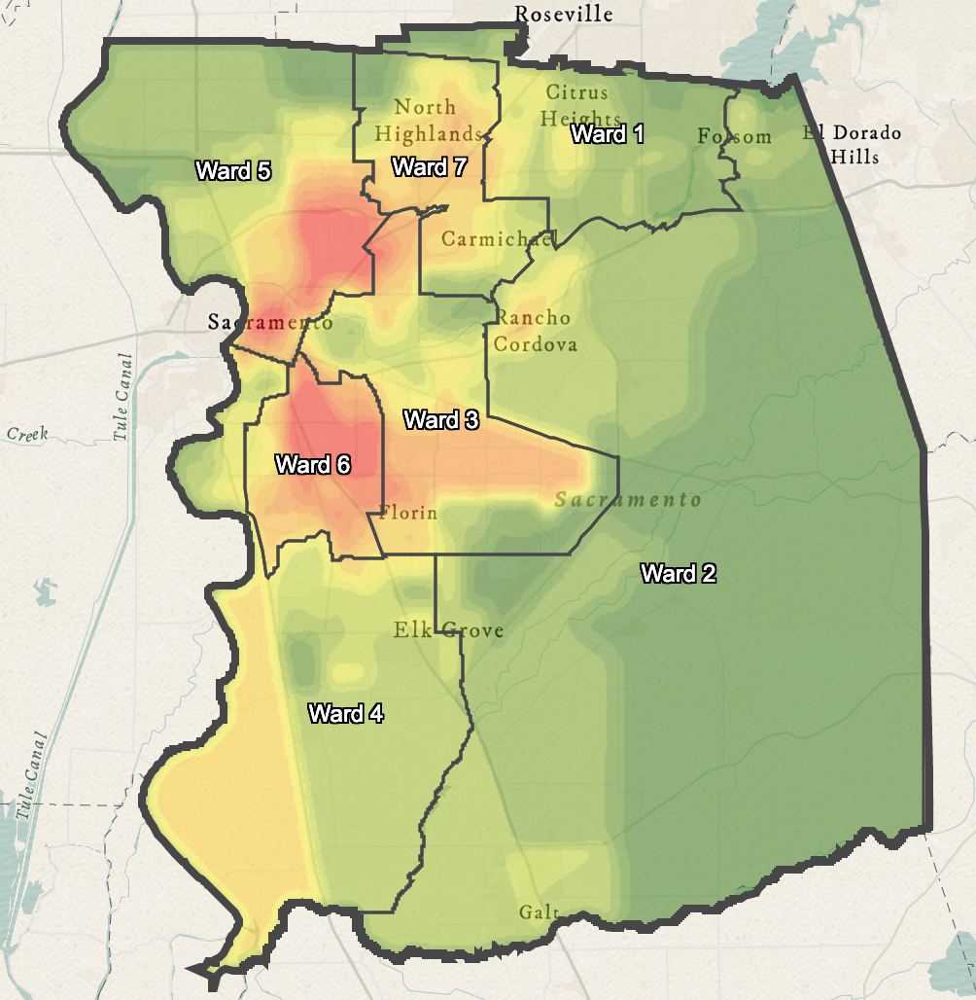 Roseville
Citrus
Heights
North
Highlands
Ward 1
Folsom
El Dorado
Hills
Ward 5
Ward 7
Carmichae
Sacramento
Rancho
Cordova
Tule Canal
Creek
Ward 3
Ward 6
Florin
Sacramento
Ward 2
Elk Grove
Ward 4
Tule Canal
Galt